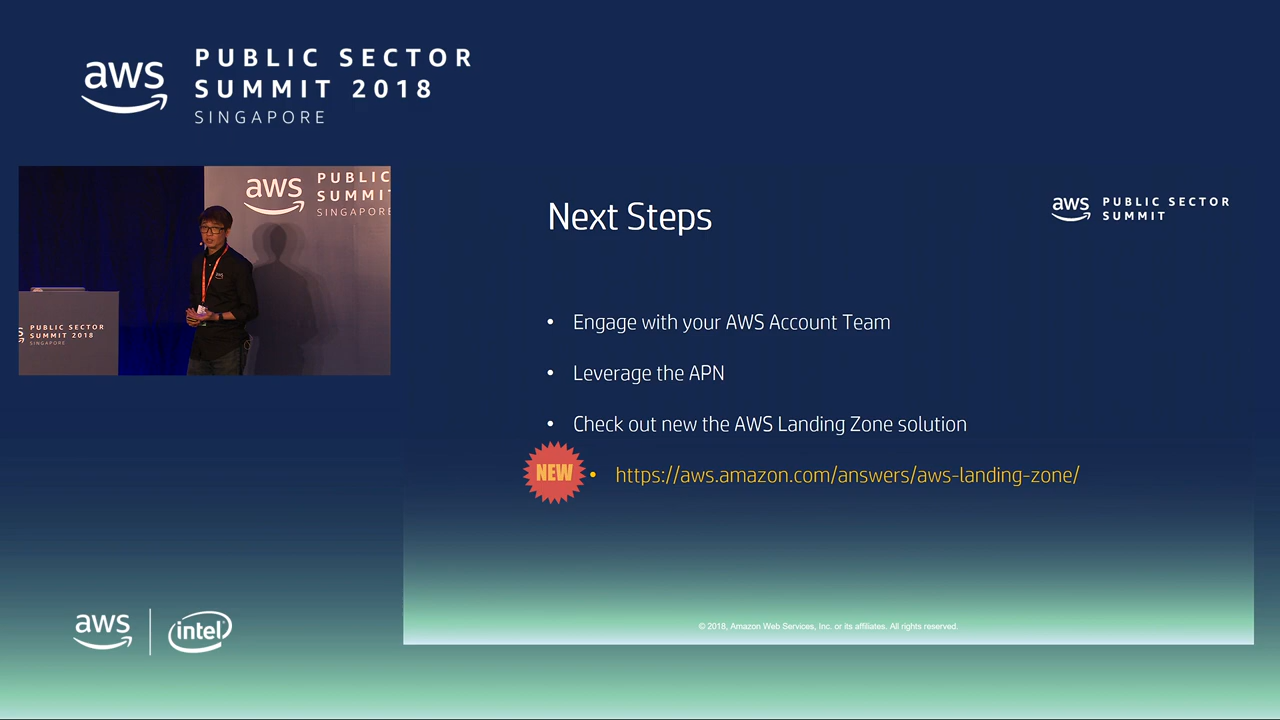 aws
PUBLIC SECTOR
SUMMIT 2018
SINGAPORE
aws
PUBLIC SECTOR
SUMMIT 2018
SINGAPORE
aws
PUBLIC
SUMMIT
SINGAPORE
aws
Next Steps
aws
PUBLIC SECTOR
SUMMIT
• Engage with your AWS Account Team
• Leverage the APN
• Check out new the AWS Landing Zone solution
NEW
• https://aws.amazon.com/answers/aws-landing-zone/
© 2018, Amazon Web Services, Inc. or its affiliates. All rights reserved.
aws
intel